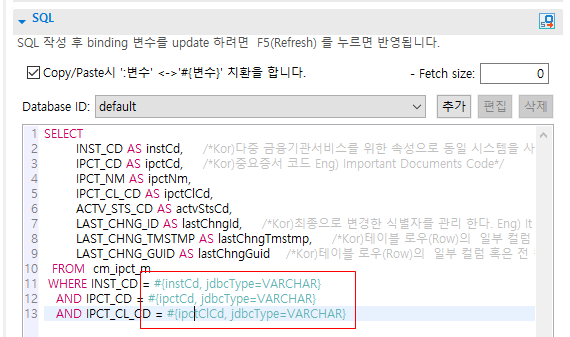 SQL
SQL 작성 후 binding 변수를 update 하려면 F5(Refresh) 를 누르면 반영됩니다.
Copy/Paste시 ':변수' <->'#{변수}' 치환을 합니다.
- Fetch size: 0
Database ID: default 추가 편집 삭제
1 SELECT
2 INST_CD AS instCd, /*Kor)다중 금융기관서비스를 위한 속성으로 동일 시스템을 사
3 IPCT_CD AS ipctCd, /*Kor)중요증서 코드 Eng) Important Documents Code*/
4 IPCT_NM AS ipctNm,
5 IPCT_CL_CD AS ipctClCd,
6 ACTV_STS_CD AS actvStsCd,
7 LAST_CHNG_ID AS lastChngId, /*Kor)최종으로 변경한 식별자를 관리 한다. Eng) It
8 LAST_CHNG_TMSTMP AS lastChngTmstmp, /*Kor)테이블 로우(Row)의 일부 컬럼
9 LAST_CHNG_GUID AS lastChngGuid /*Kor)테이블 로우(Row)의 일부 컬럼 혹은 전
10 FROM cm_ipct_m
11 WHERE INST_CD = #{instCd, jdbcType=VARCHAR}
12 AND IPCT_CD = #{ipctCd, jdbcType=VARCHAR}
13 AND IPCT_CL_CD = #{ipctClCd, jdbcType=VARCHAR}